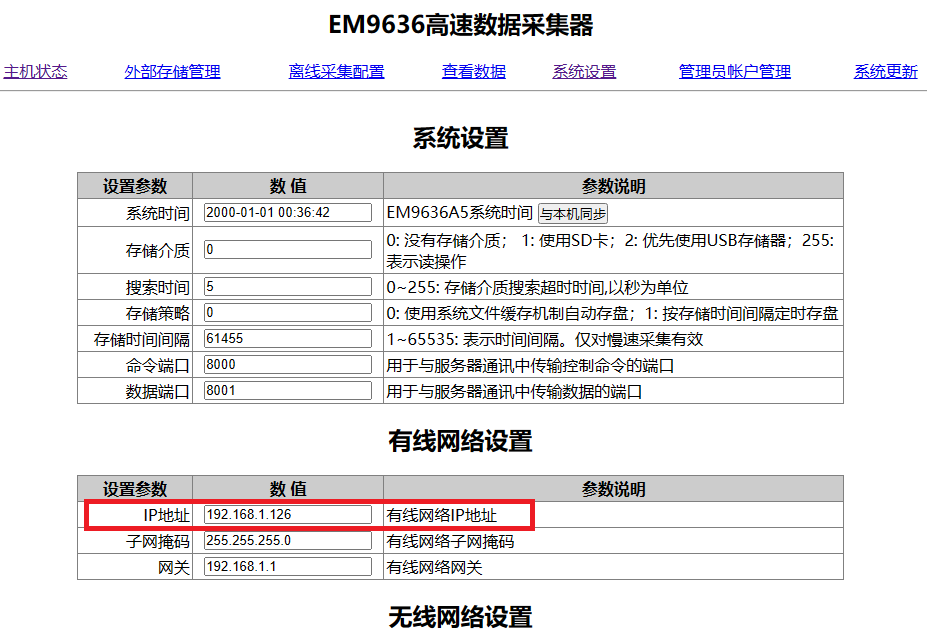 EM9636高速数据采集器
主机状态 外部存储管理 离线采集配置 查看数据 系统设置 管理员帐户管理 系统更新
系统设置
设置参数 数 值 参数说明
系统时间 2000-01-01 00:36:42 EM9636A5系统时间 与本机同步
存储介质 0 0: 没有存储介质； 1: 使用SD卡；2: 优先使用USB存储器；255:
表示读操作
搜索时间 5 0~255: 存储介质搜索超时时间,以秒为单位
存储策略 0 0: 使用系统文件缓存机制自动存盘；1: 按存储时间间隔定时存盘
存储时间间隔 61455 1~65535: 表示时间间隔。仅对慢速采集有效
命令端口 8000 用于与服务器通讯中传输控制命令的端口
数据端口 8001 用于与服务器通讯中传输数据的端口
有线网络设置
设置参数 数 值 参数说明
IP地址 192.168.1.126 有线网络IP地址
子网掩码 255.255.255.0 有线网络子网掩码
网关 192.168.1.1 有线网络网关
无线网络设置